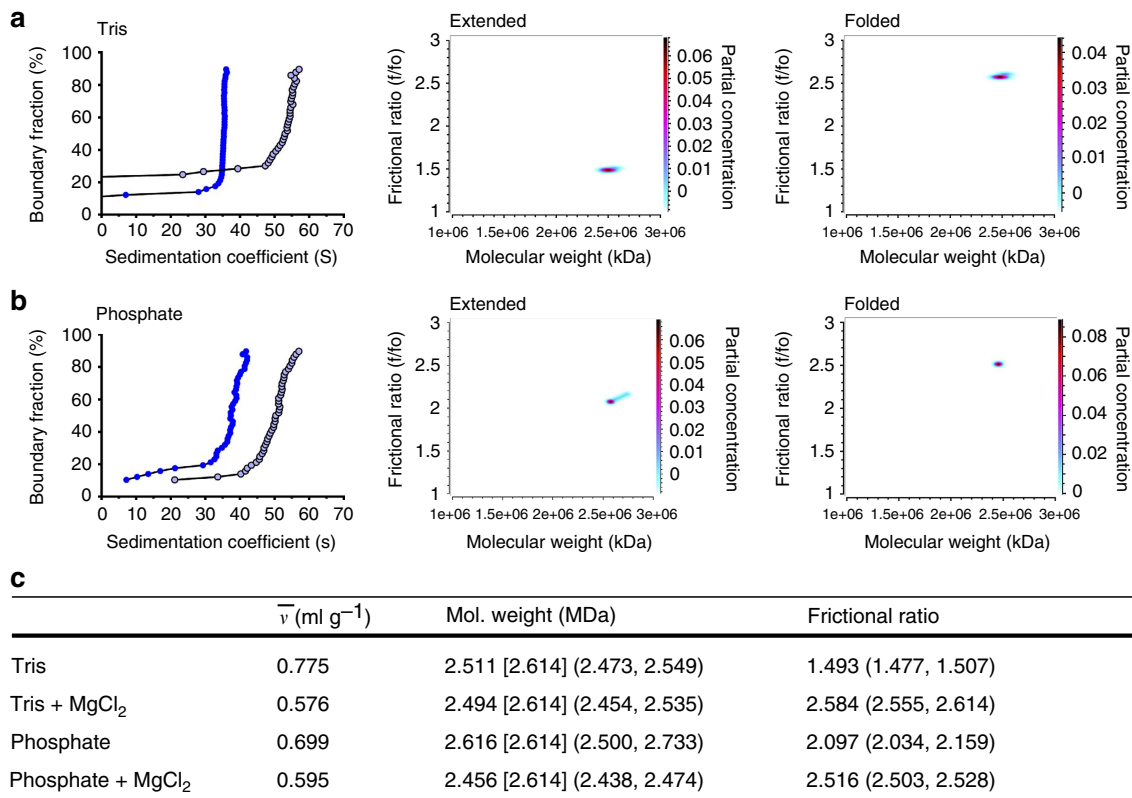 a
Tris
Boundary fraction (%)
100
80
60
40
20
0
0 10 20 30 40 50 60 70
Sedimentation coefficient (S)
Extended
Frictional ratio (f/fo)
3
2.5
2
1.5
1
1e+06 1.5e+06 2e+06 2.5e+06 3e+06
Molecular weight (kDa)
0.06
0.05
0.04
0.03
0.02
0.01
0
Partial concentration
Folded
Frictional ratio (f/fo)
3
2.5
2
1.5
1
1e+06 1.5e+06 2e+06 2.5e+06 3e+06
Molecular weight (kDa)
0.04
0.03
0.02
0.01
0
Partial concentration
b
Phosphate
Boundary fraction (%)
100
80
60
40
20
0
0 10 20 30 40 50 60 70
Sedimentation coefficient (s)
Extended
Frictional ratio (f/fo)
3
2.5
2
1.5
1
1e+06 1.5e+06 2e+06 2.5e+06 3e+06
Molecular weight (kDa)
0.06
0.05
0.04
0.03
0.02
0.01
0
Partial concentration
Folded
Frictional ratio (f/fo)
3
2.5
2
1.5
1
1e+06 1.5e+06 2e+06 2.5e+06 3e+06
Molecular weight (kDa)
0.08
0.06
0.04
0.02
0
Partial concentration
c
v̅ (ml g⁻¹) Mol. weight (MDa) Frictional ratio
Tris 0.775 2.511 [2.614] (2.473, 2.549) 1.493 (1.477, 1.507)
Tris + MgCl₂ 0.576 2.494 [2.614] (2.454, 2.535) 2.584 (2.555, 2.614)
Phosphate 0.699 2.616 [2.614] (2.500, 2.733) 2.097 (2.034, 2.159)
Phosphate + MgCl₂ 0.595 2.456 [2.614] (2.438, 2.474) 2.516 (2.503, 2.528)